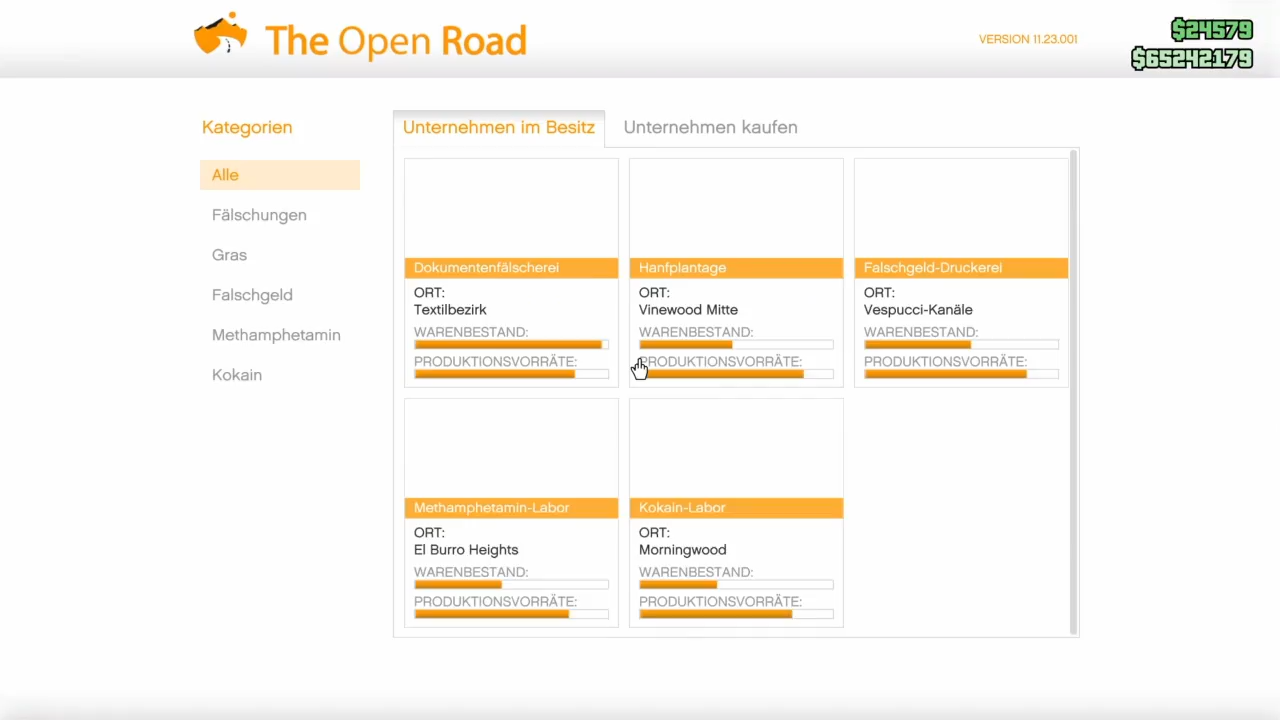 The Open Road
VERSION 11.23.001
$24579
$65242179
Kategorien
Alle
Fälschungen
Gras
Falschgeld
Methamphetamin
Kokain
Unternehmen im Besitz
Unternehmen kaufen
Dokumentenfälscherei
ORT:
Textilbezirk
WARENBESTAND:
PRODUKTIONSVORRÄTE:
Hanfplantage
ORT:
Vinewood Mitte
WARENBESTAND:
PRODUKTIONSVORRÄTE:
Falschgeld-Druckerei
ORT:
Vespucci-Kanäle
WARENBESTAND:
PRODUKTIONSVORRÄTE:
Methamphetamin-Labor
ORT:
El Burro Heights
WARENBESTAND:
PRODUKTIONSVORRÄTE:
Kokain-Labor
ORT:
Morningwood
WARENBESTAND:
PRODUKTIONSVORRÄTE: